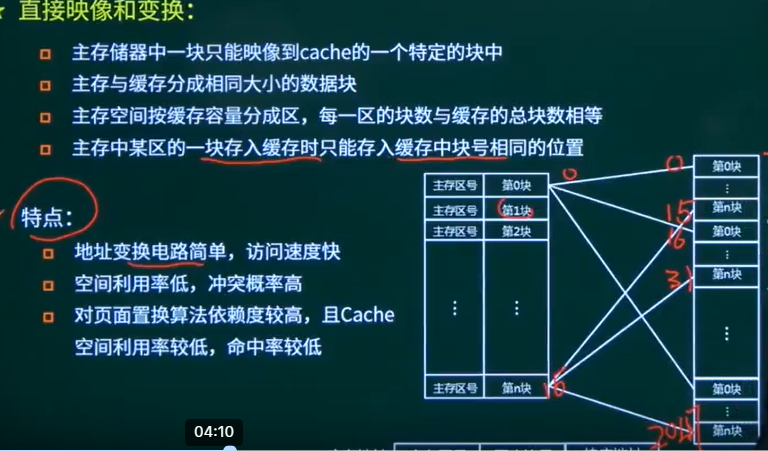 直接映像和变换：
主存储器中一块只能映像到cache的一个特定的块中
主存与缓存分成相同大小的数据块
主存空间按缓存容量分成区，每一区的块数与缓存的总块数相等
主存中某区的一块存入缓存时只能存入缓存中块号相同的位置
特点：
地址变换电路简单，访问速度快
空间利用率低，冲突概率高
对页面置换算法依赖度较高，且Cache
空间利用率较低，命中率较低
主存区号 第0块
主存区号 第1块
主存区号 第2块
⋮ ⋮
主存区号 第n块
0
0
15
16
31
第0块
⋮
第n块
第0块
⋮
第n块
⋮
第0块
⋮
第n块
04:10